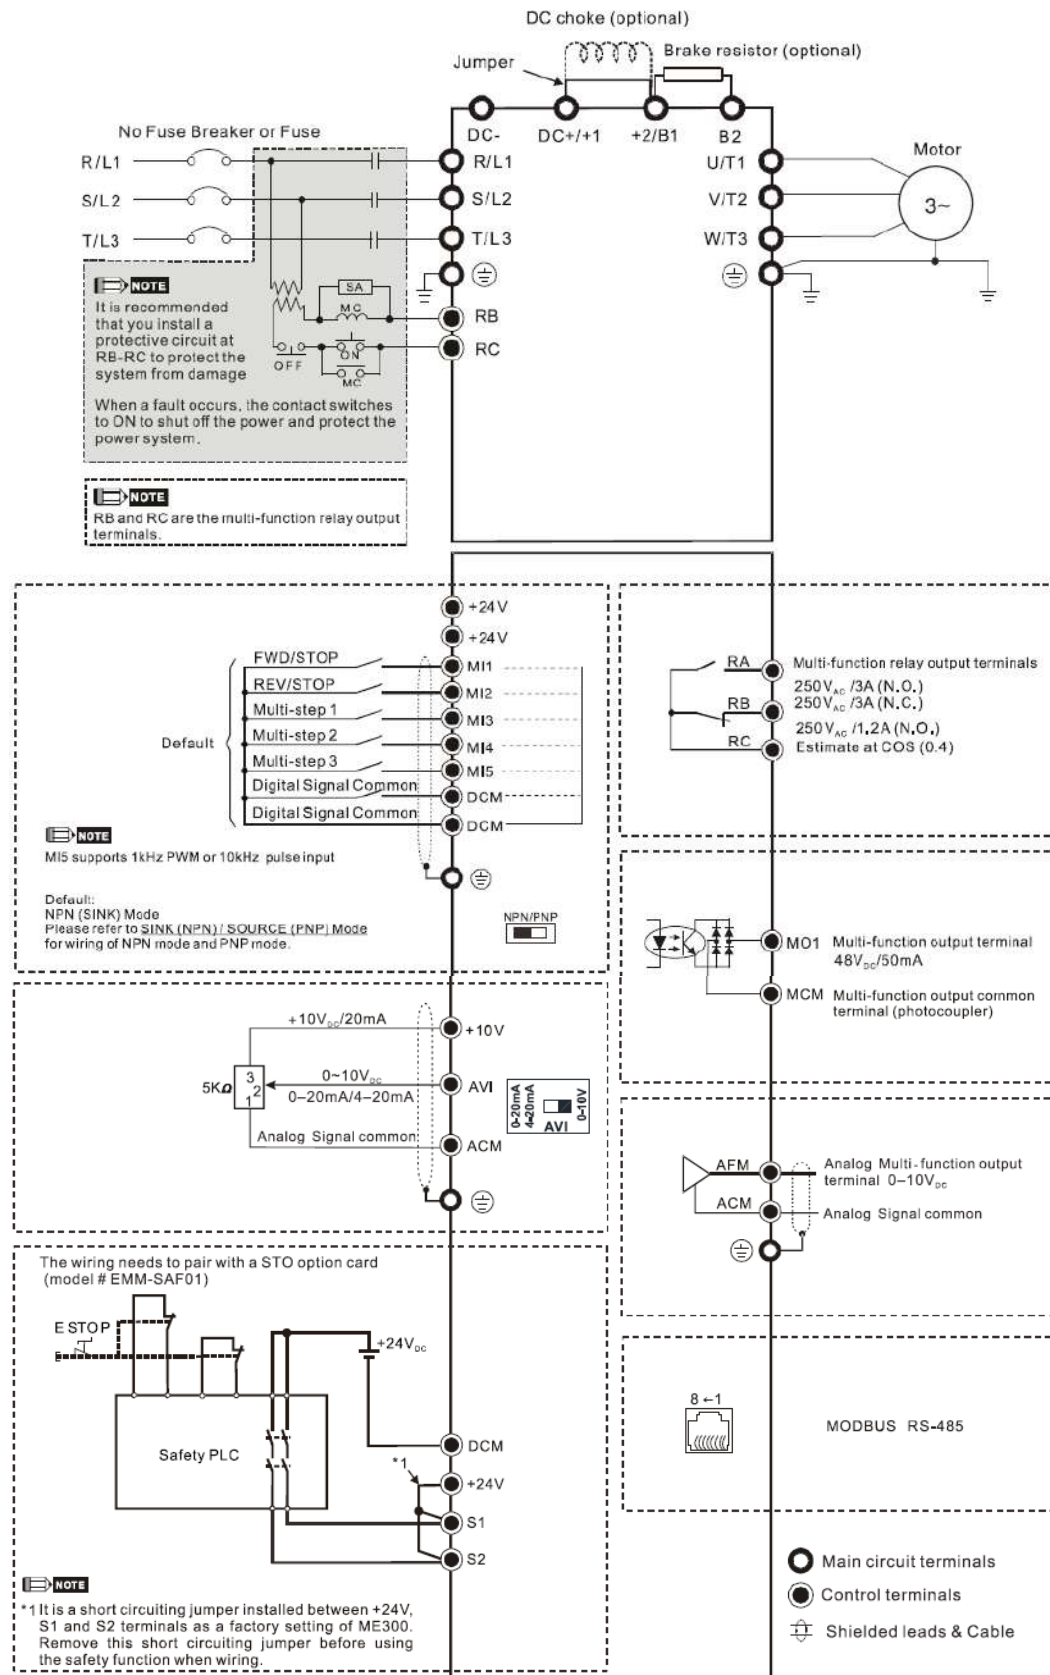 DC choke (optional)
Jumper
Brake resistor (optional)
DC-
DC+/+1
+2/B1
B2
No Fuse Breaker or Fuse
R/L1
S/L2
T/L3
R/L1
S/L2
T/L3
U/T1
V/T2
W/T3
Motor
3~
NOTE
It is recommended
that you install a
protective circuit at
RB-RC to protect the
system from damage
When a fault occurs, the contact switches
to ON to shut off the power and protect the
power system.
SA
MC
ON
OFF
MC
RB
RC
NOTE
RB and RC are the multi-function relay output
terminals.
+24V
+24V
Default
FWD/STOP
MI1
REV/STOP
MI2
Multi-step 1
MI3
Multi-step 2
MI4
Multi-step 3
MI5
Digital Signal Common
DCM
Digital Signal Common
DCM
NOTE
MI5 supports 1kHz PWM or 10kHz pulse input
Default:
NPN (SINK) Mode
Please refer to SINK (NPN) / SOURCE (PNP) Mode
for wiring of NPN mode and PNP mode.
NPN/PNP
RA
Multi-function relay output terminals
250VAC /3A (N.O.)
RB
250VAC /3A (N.C.)
250VAC /1.2A (N.O.)
RC
Estimate at COS (0.4)
MO1
Multi-function output terminal
48VDC/50mA
MCM
Multi-function output common
terminal (photocoupler)
+10VDC/20mA
+10V
5KΩ
3
2
1
0~10VDC
0–20mA/4–20mA
AVI
Analog Signal common
ACM
0-20mA
4-20mA
AVI
0-10V
AFM
Analog Multi-function output
terminal 0–10VDC
ACM
Analog Signal common
The wiring needs to pair with a STO option card
(model # EMM-SAF01)
E STOP
+24VDC
Safety PLC
DCM
*1
+24V
S1
S2
NOTE
*1 It is a short circuiting jumper installed between +24V,
S1 and S2 terminals as a factory setting of ME300.
Remove this short circuiting jumper before using
the safety function when wiring.
8←1
MODBUS RS-485
Main circuit terminals
Control terminals
Shielded leads & Cable